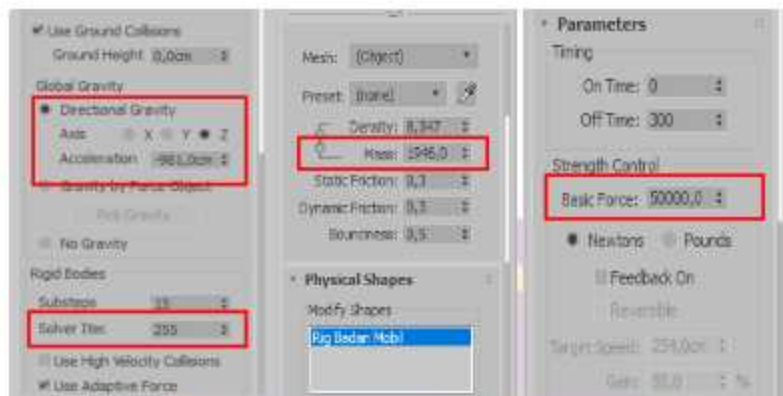 Use Ground Collisions
Ground Height 0,0cm
Global Gravity
Directional Gravity
Axis X Y Z
Acceleration -981,0cm
Gravity by Force Object
Pick Gravity
No Gravity
Rigid Bodies
Substeps 15
Solver Iter. 255
Use High Velocity Collisions
Use Adaptive Force
Mesh: (Object)
Preset: (none)
Density: 8,347
Mass: 1946,0
Static Friction: 0,3
Dynamic Friction: 0,3
Bounciness: 0,5
Physical Shapes
Modify Shapes
Rig Badan Mobil
Parameters
Timing
On Time: 0
Off Time: 300
Strength Control
Basic Force: 50000,0
Newtons Pounds
Feedback On
Reversible
Target Speed: 254,0cm
Gain: %